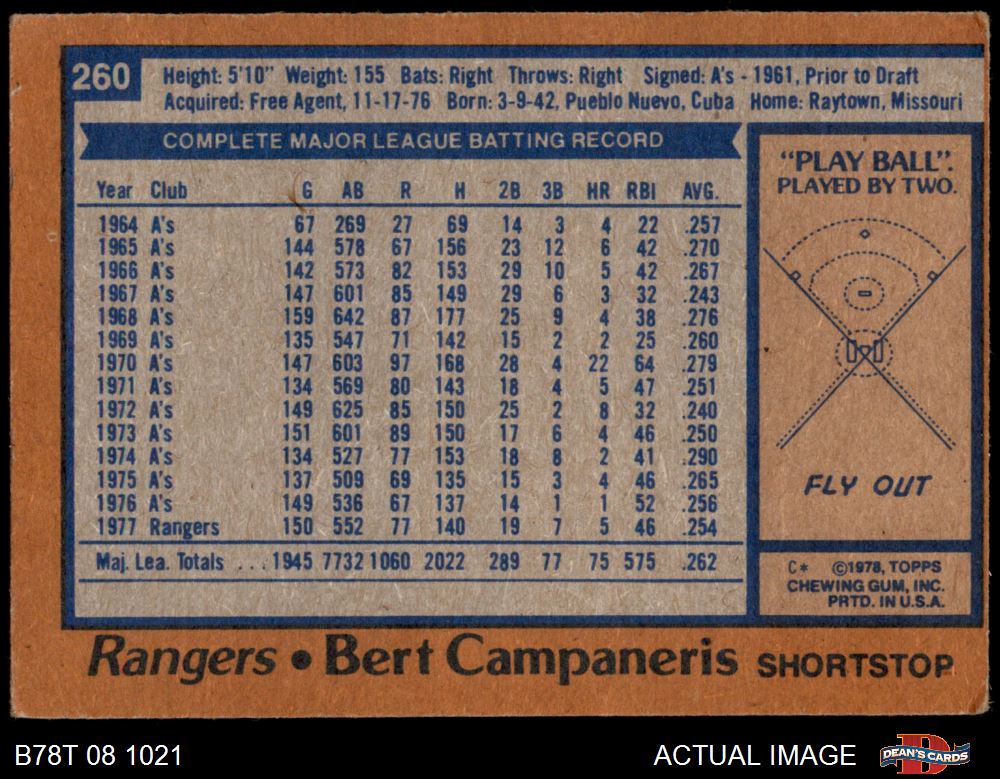 260
Height: 5'10" Weight: 155 Bats: Right Throws: Right Signed: A's - 1961, Prior to Draft
Acquired: Free Agent, 11-17-76 Born: 3-9-42, Pueblo Nuevo, Cuba Home: Raytown, Missouri
COMPLETE MAJOR LEAGUE BATTING RECORD
Year Club G AB R H 2B 3B HR RBI AVG.
1964 A's 67 269 27 69 14 3 4 22 .257
1965 A's 144 578 67 156 23 12 6 42 .270
1966 A's 142 573 82 153 29 10 5 42 .267
1967 A's 147 601 85 149 29 6 3 32 .243
1968 A's 159 642 87 177 25 9 4 38 .276
1969 A's 135 547 71 142 15 2 2 25 .260
1970 A's 147 603 97 168 28 4 22 64 .279
1971 A's 134 569 80 143 18 4 5 47 .251
1972 A's 149 625 85 150 25 2 8 32 .240
1973 A's 151 601 89 150 17 6 4 46 .250
1974 A's 134 527 77 153 18 8 2 41 .290
1975 A's 137 509 69 135 15 3 4 46 .265
1976 A's 149 536 67 137 14 1 1 52 .256
1977 Rangers 150 552 77 140 19 7 5 46 .254
Maj. Lea. Totals ... 1945 7732 1060 2022 289 77 75 575 .262
"PLAY BALL".
PLAYED BY TWO.
FLY OUT
C* ©1978, TOPPS
CHEWING GUM, INC.
PRTD. IN U.S.A.
Rangers • Bert Campaneris SHORTSTOP
B78T 08 1021
ACTUAL IMAGE
DEAN'S CARDS